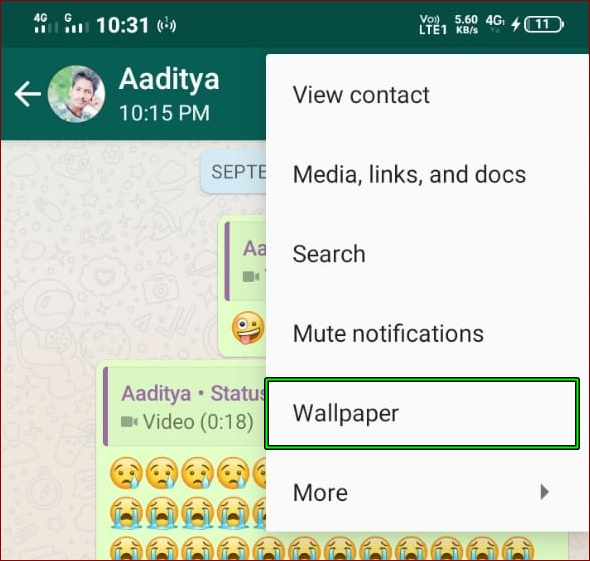 4G G 10:31 Vo)) LTE1 5.60 KB/s 4G 11
Aaditya
10:15 PM
View contact
Media, links, and docs
SEPTE
Search
Aa
Mute notifications
Aaditya • Status
Wallpaper
Video (0:18)
More